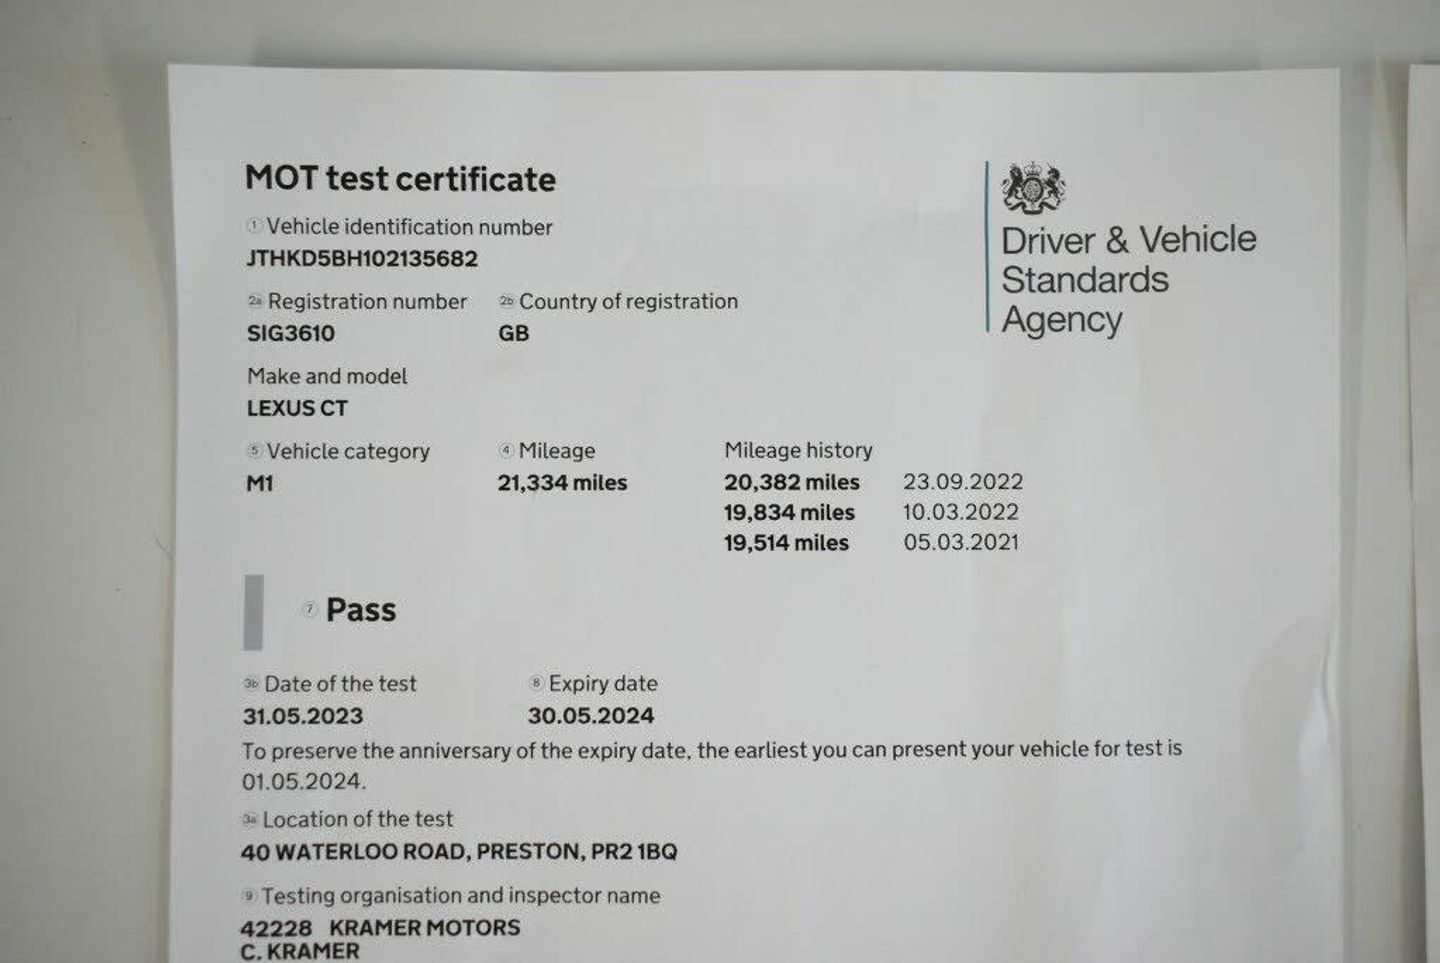 MOT test certificate
1 Vehicle identification number
JTHKD5BH102135682
2a Registration number 2b Country of registration
SIG3610 GB
Make and model
LEXUS CT
5 Vehicle category 4 Mileage Mileage history
M1 21,334 miles 20,382 miles 23.09.2022
19,834 miles 10.03.2022
19,514 miles 05.03.2021
Driver & Vehicle
Standards
Agency
7 Pass
3b Date of the test 8 Expiry date
31.05.2023 30.05.2024
To preserve the anniversary of the expiry date, the earliest you can present your vehicle for test is
01.05.2024.
3a Location of the test
40 WATERLOO ROAD, PRESTON, PR2 1BQ
9 Testing organisation and inspector name
42228 KRAMER MOTORS
C. KRAMER